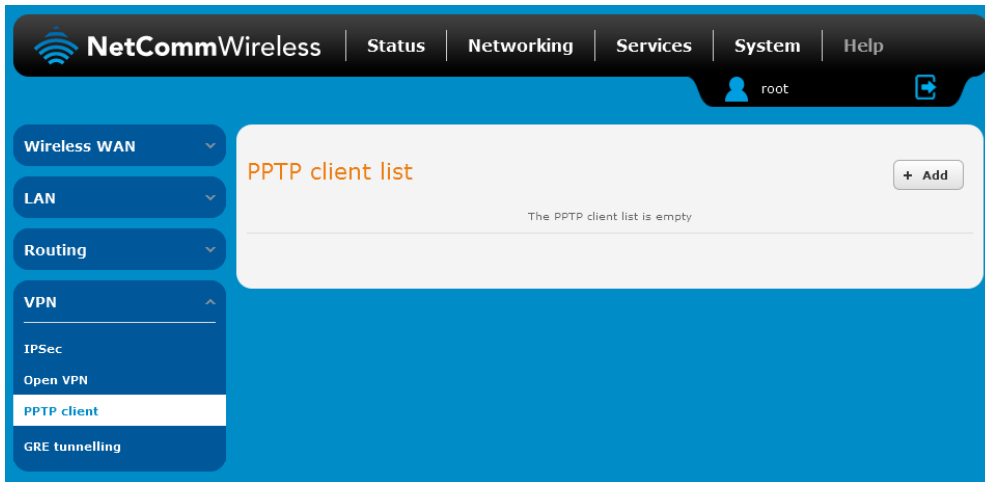 NetCommWireless Status Networking Services System Help
root
Wireless WAN
LAN
Routing
VPN
IPSec
Open VPN
PPTP client
GRE tunnelling
PPTP client list
+ Add
The PPTP client list is empty